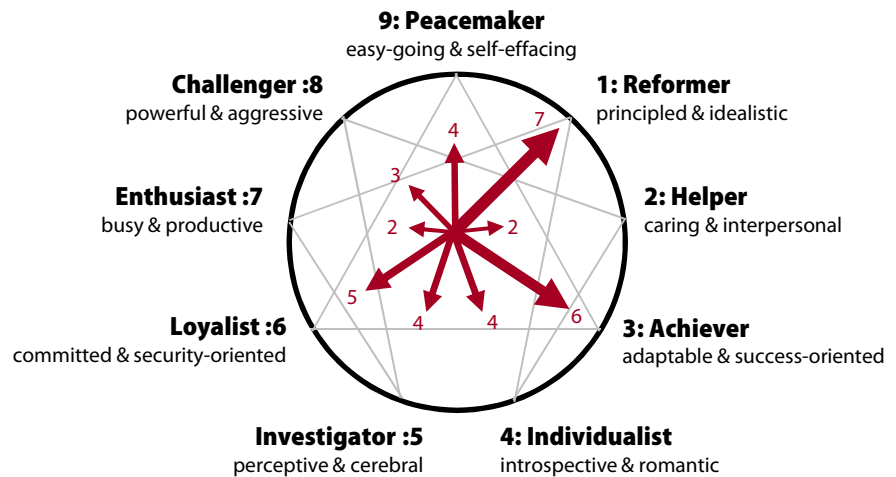 9: Peacemaker
easy-going & self-effacing
Challenger :8
powerful & aggressive
1: Reformer
principled & idealistic
7
4
3
Enthusiast :7
busy & productive
2: Helper
caring & interpersonal
2
2
5
6
4
4
Loyalist :6
committed & security-oriented
3: Achiever
adaptable & success-oriented
Investigator :5
perceptive & cerebral
4: Individualist
introspective & romantic